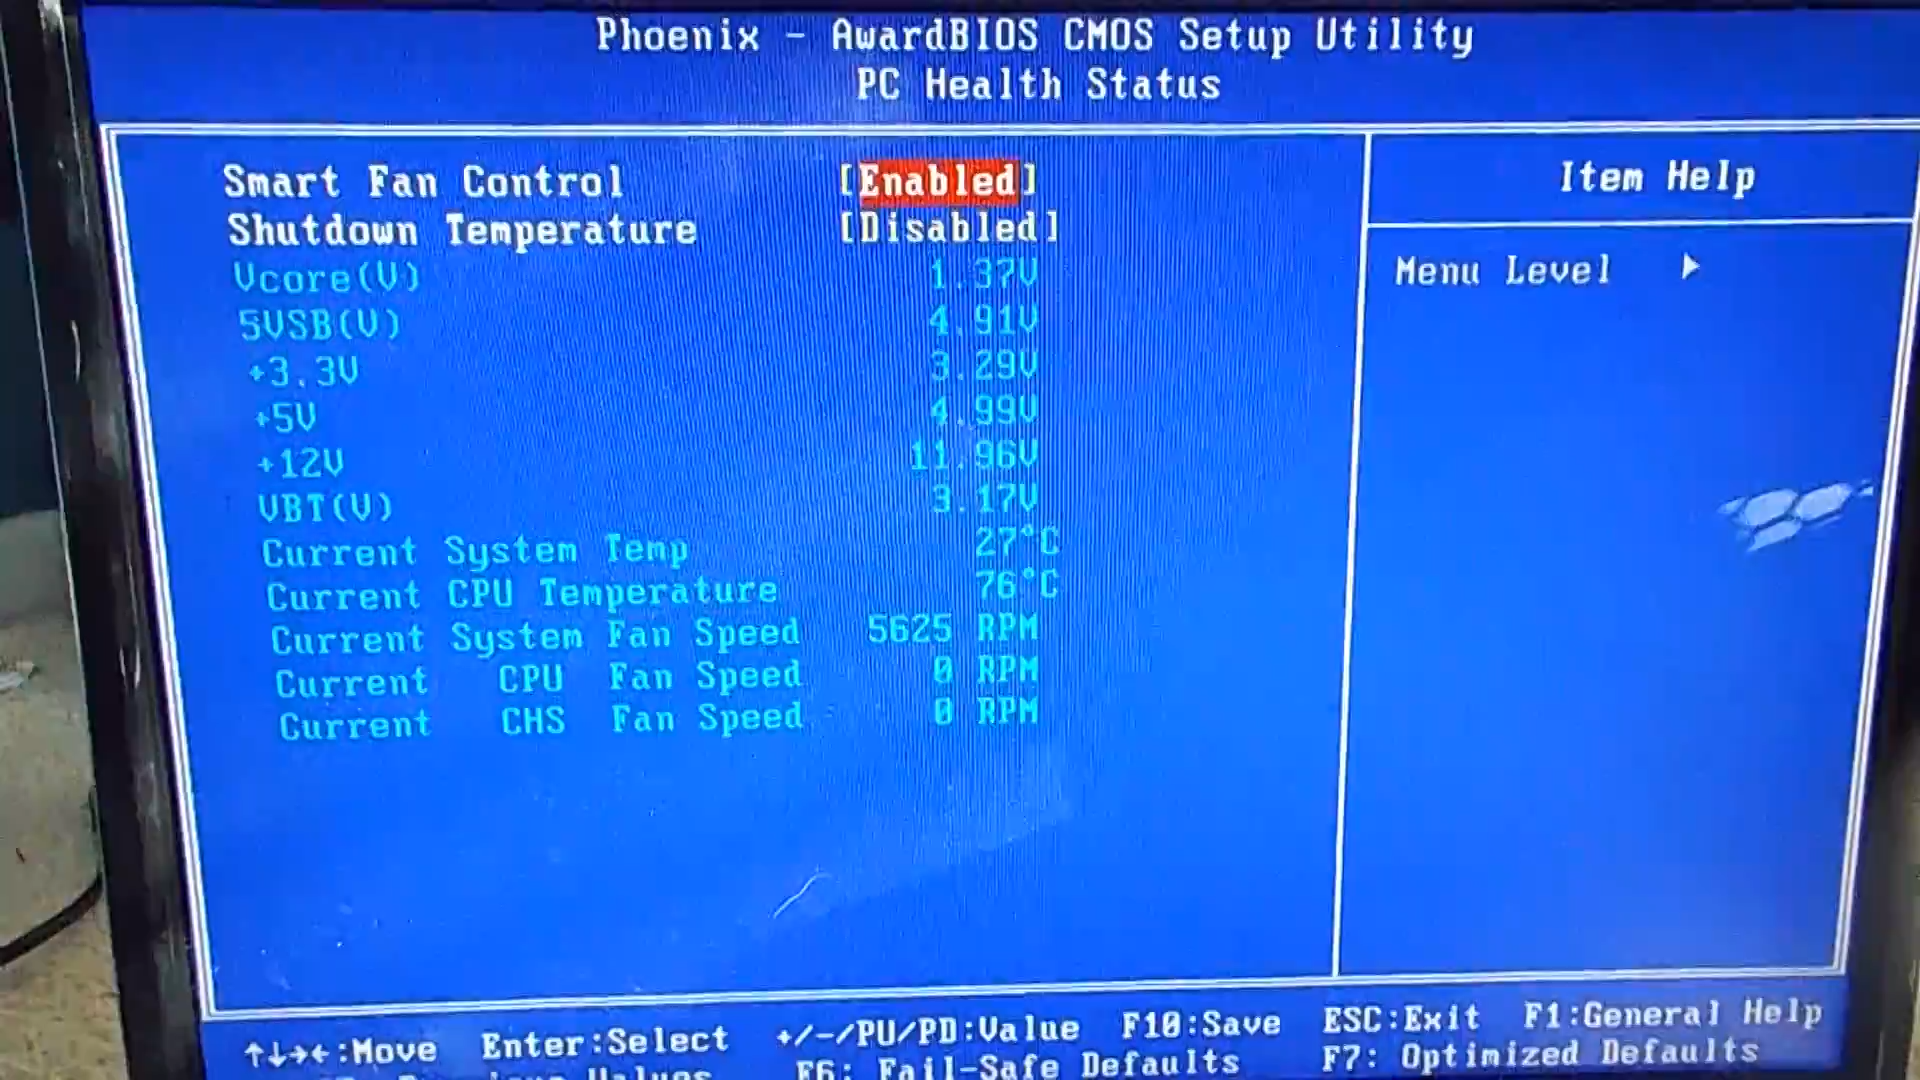 Phoenix - AwardBIOS CMOS Setup Utility
PC Health Status
Smart Fan Control [Enabled]
Shutdown Temperature [Disabled]
Vcore(V) 1.37V
5VSB(V) 4.91V
+3.3V 3.29V
+5V 4.99V
+12V 11.96V
VBT(V) 3.17V
Current System Temp 27°C
Current CPU Temperature 76°C
Current System Fan Speed 5625 RPM
Current CPU Fan Speed 0 RPM
Current CHS Fan Speed 0 RPM
Item Help
Menu Level ▶
↑↓→←:Move Enter:Select +/-/PU/PD:Value F10:Save ESC:Exit F1:General Help
Values F6: Fail-Safe Defaults F7: Optimized Defaults